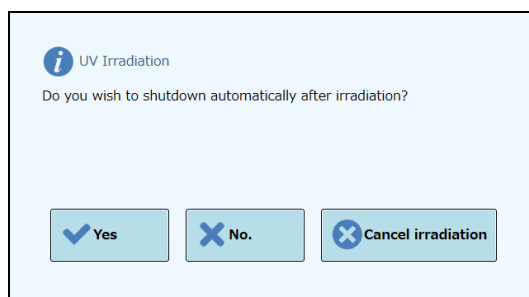 UV Irradiation
Do you wish to shutdown automatically after irradiation?
Yes No. Cancel irradiation